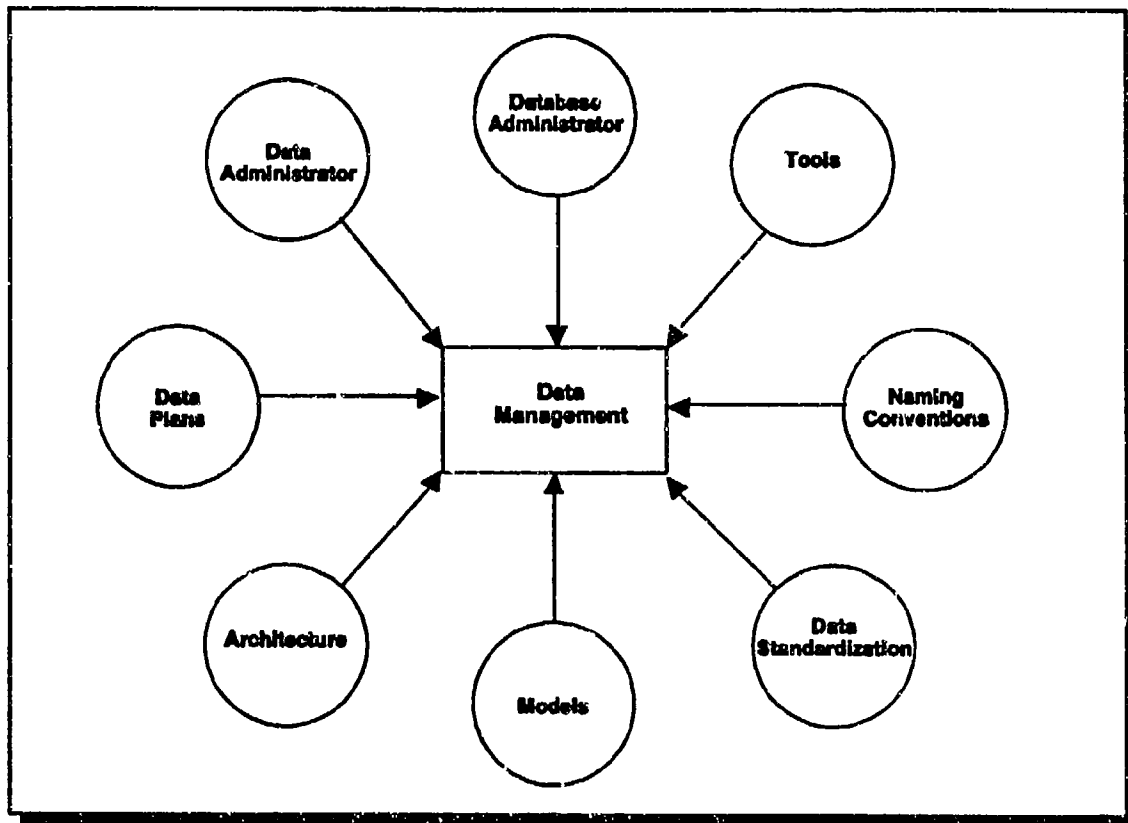 Database
Administrator
Data
Administrator
Tools
Data
Management
Data
Plans
Naming
Conventions
Architecture
Models
Data
Standardization